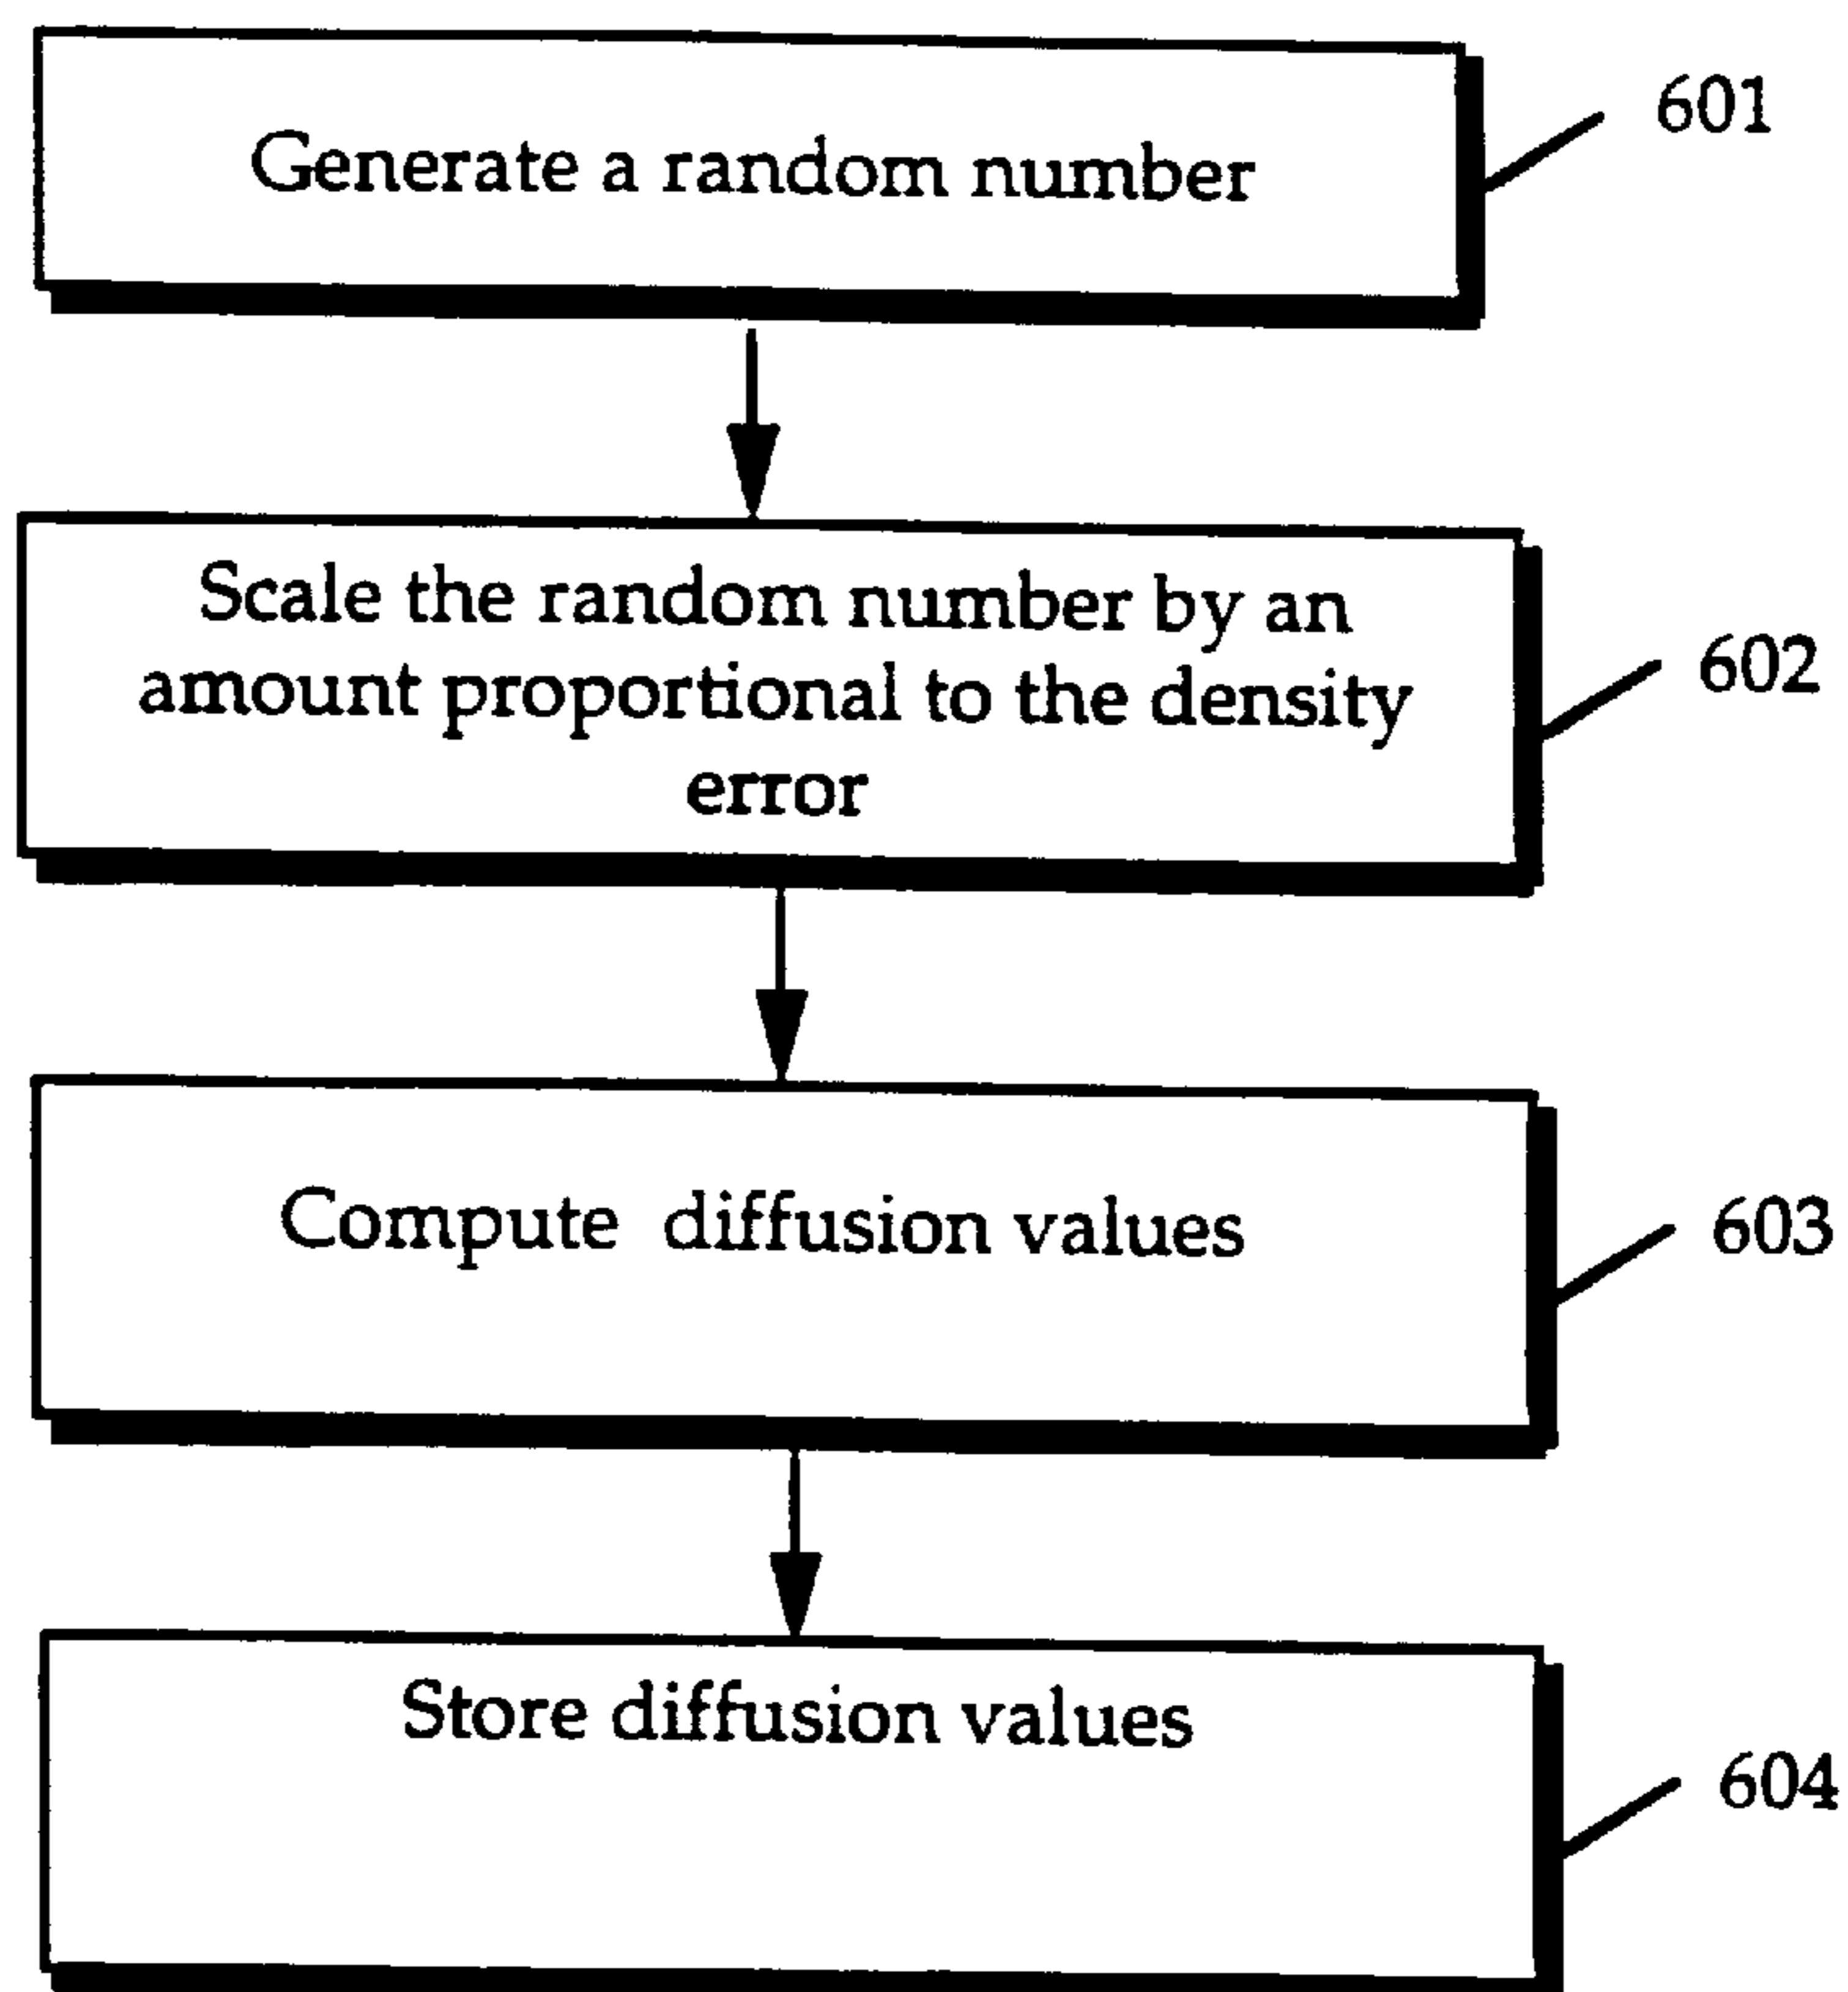 Generate a random number
601
Scale the random number by an
amount proportional to the density
error
602
Compute diffusion values
603
Store diffusion values
604